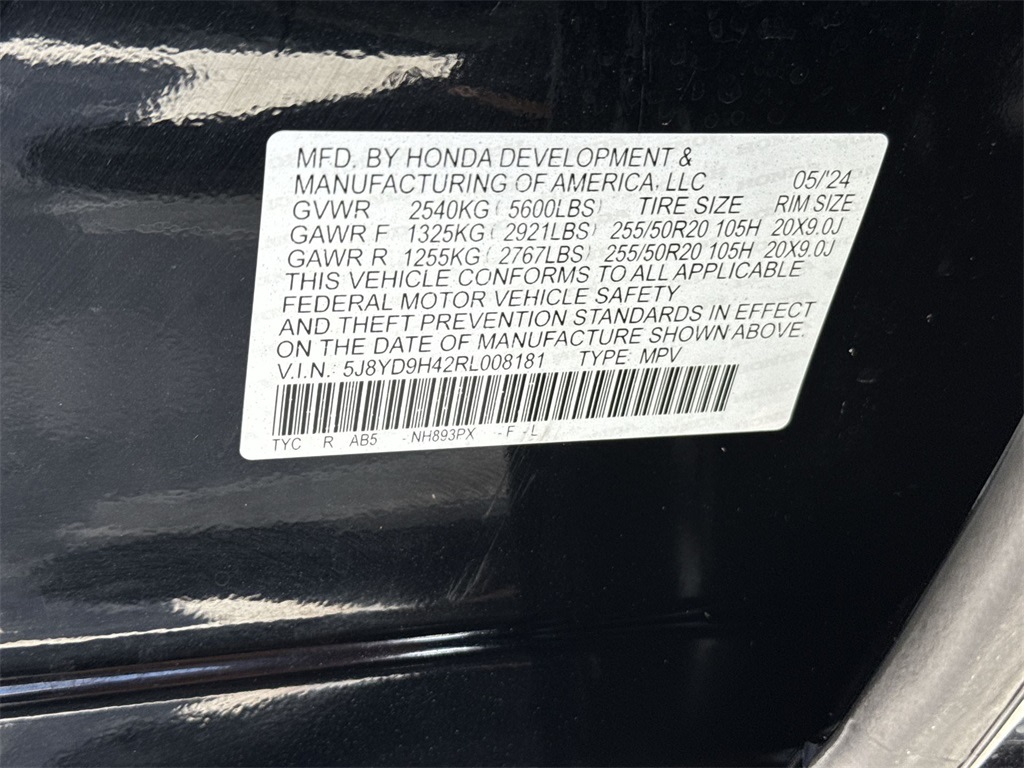 MFD. BY HONDA DEVELOPMENT &
MANUFACTURING OF AMERICA, LLC 05/'24
GVWR 2540KG ( 5600LBS) TIRE SIZE RIM SIZE
GAWR F 1325KG ( 2921LBS) 255/50R20 105H 20X9.0J
GAWR R 1255KG ( 2767LBS) 255/50R20 105H 20X9.0J
THIS VEHICLE CONFORMS TO ALL APPLICABLE
FEDERAL MOTOR VEHICLE SAFETY
AND THEFT PREVENTION STANDARDS IN EFFECT
ON THE DATE OF MANUFACTURE SHOWN ABOVE.
V.I.N.: 5J8YD9H42RL008181 TYPE: MPV
TYC R AB5 -NH893PX -F -L